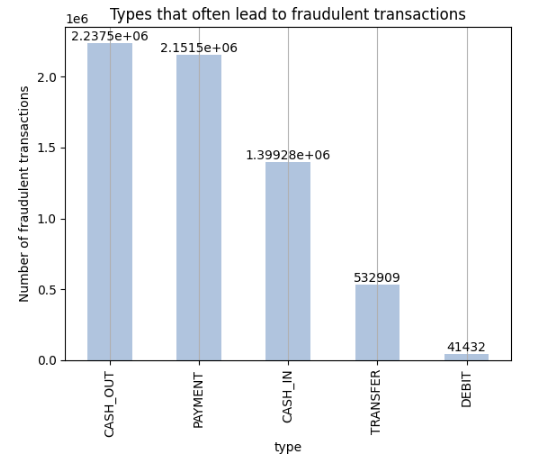 Types that often lead to fraudulent transactions
1e6
2.2375e+06
2.1515e+06
2.0
1.5
1.39928e+06
1.0
532909
0.5
41432
0.0
Number of fraudulent transactions
CASH_OUT
PAYMENT
CASH_IN
TRANSFER
DEBIT
type